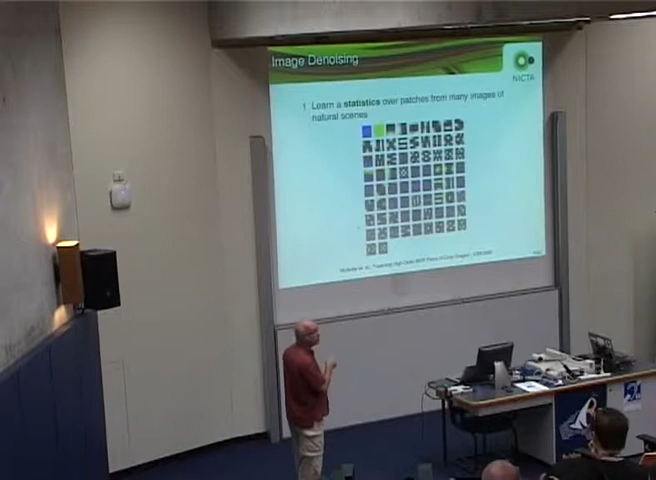 Image Denoising
NICTA
1 Learn a statistics over patches from many images of
natural scenes